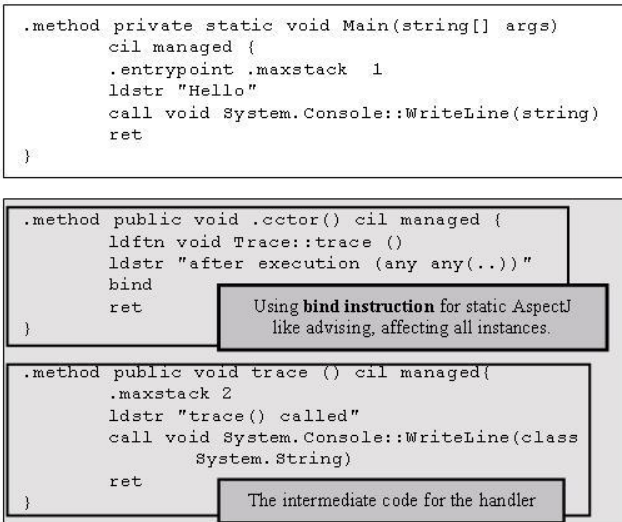 .method private static void Main(string[] args)
cil managed {
.entrypoint .maxstack 1
ldstr "Hello"
call void System.Console::WriteLine(string)
ret
}
.method public void .cctor() cil managed {
ldftn void Trace::trace ()
ldstr "after execution (any any(..))"
bind
ret
}
Using bind instruction for static AspectJ
like advising, affecting all instances.
.method public void trace () cil managed{
.maxstack 2
ldstr "trace() called"
call void System.Console::WriteLine(class
System.String)
ret
}
The intermediate code for the handler